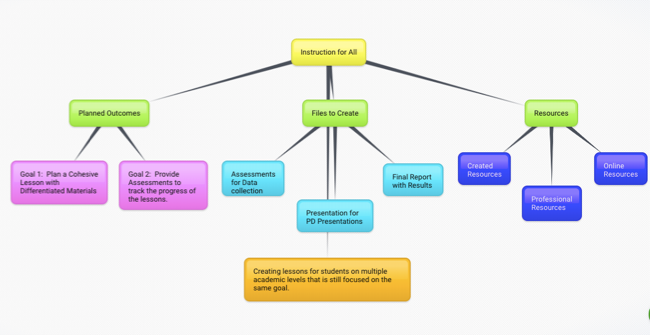 Instruction for All
Planned Outcomes
Files to Create
Resources
Goal 1:  Plan a Cohesive
Lesson with
Differentiated Materials
Goal 2:  Provide
Assessments to
track the progress of
the lessons.
Assessments
for Data
collection
Presentation for
PD Presentations
Final Report
with Results
Created
Resources
Professional
Resources
Online
Resources
Creating lessons for students on multiple
academic levels that is still focused on the
same goal.